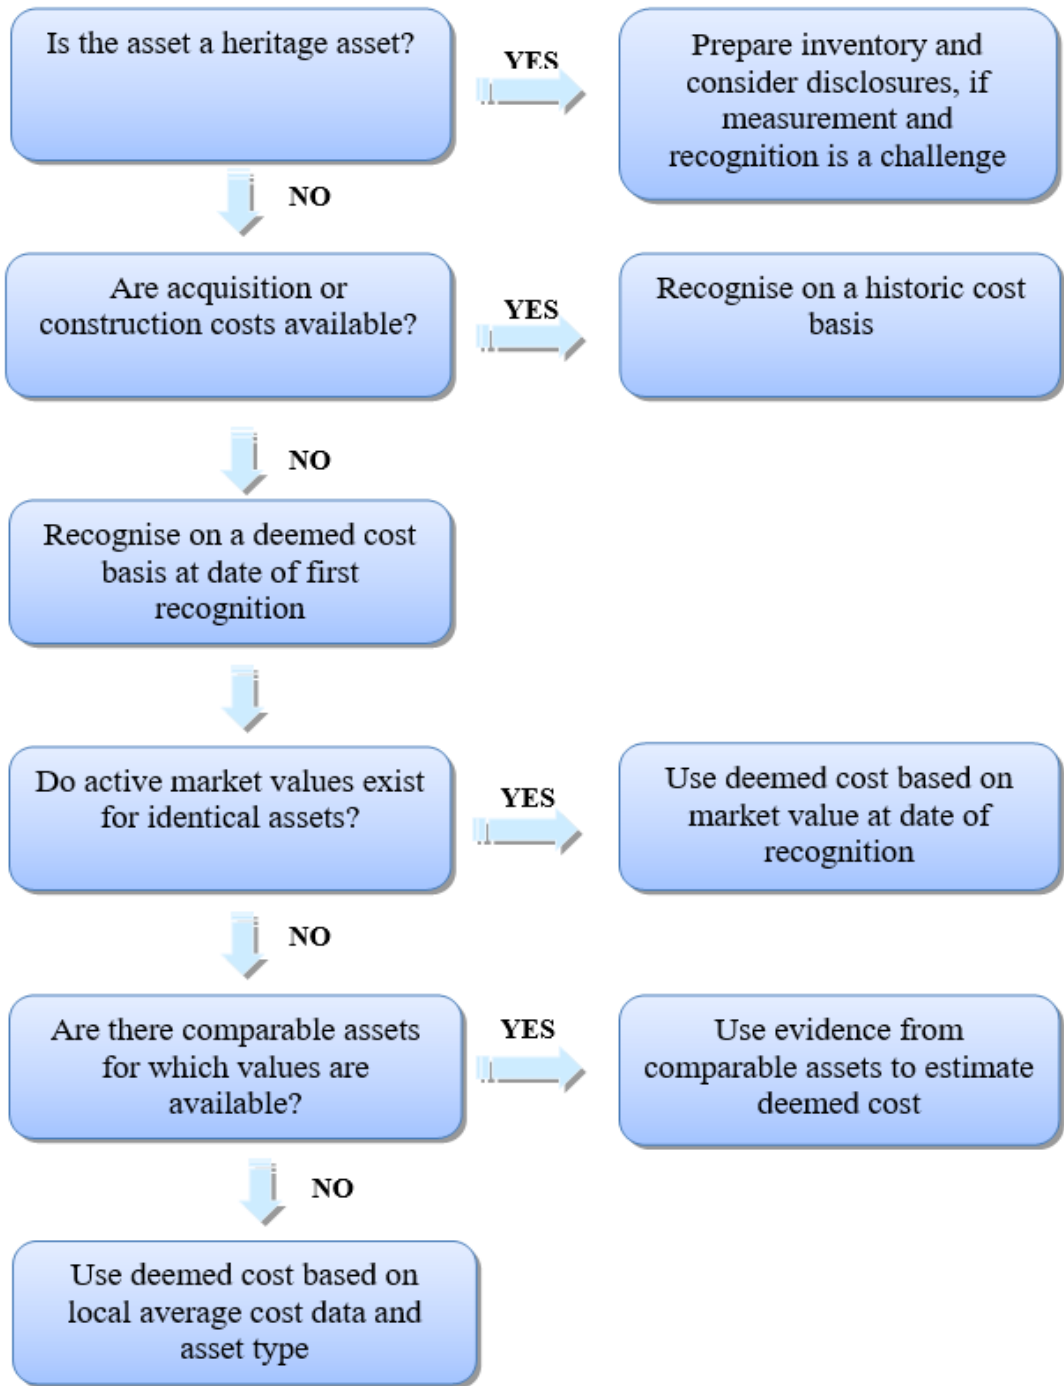 Is the asset a heritage asset?
YES
Prepare inventory and
consider disclosures, if
measurement and
recognition is a challenge
NO
Are acquisition or
construction costs available?
YES
Recognise on a historic cost
basis
NO
Recognise on a deemed cost
basis at date of first
recognition
Do active market values exist
for identical assets?
YES
Use deemed cost based on
market value at date of
recognition
NO
Are there comparable assets
for which values are
available?
YES
Use evidence from
comparable assets to estimate
deemed cost
NO
Use deemed cost based on
local average cost data and
asset type